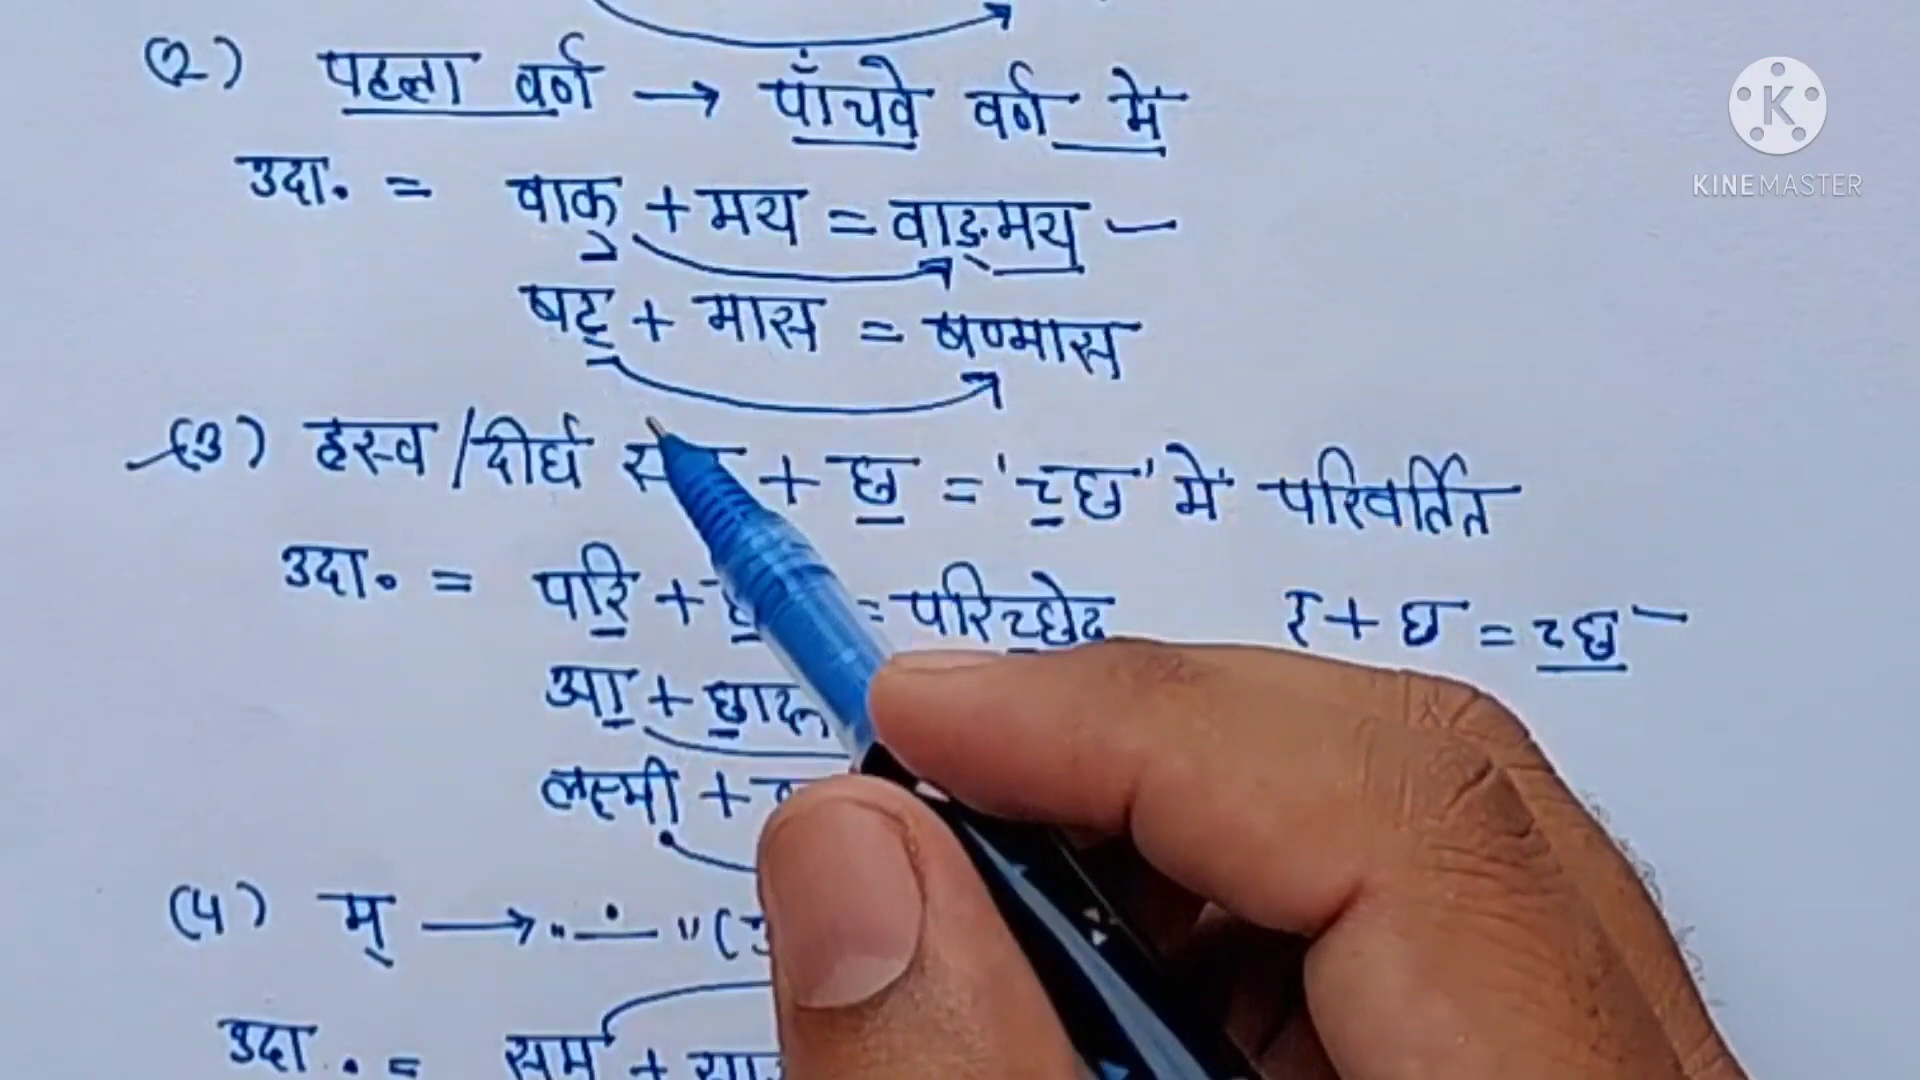 (2) पहला वर्ग → पाँचवे वर्ग में
KINEMASTER
उदा. = वाक् + मय = वाङ्मय -
षट् + मास = षण्मास
(3) हस्व / दीर्घ + छ = 'च्छ' में परिवर्तित
उदा. = परि + = परिच्छेद र + छ = च्छ -
आ +
लक्ष्मी +
(4) म् → "ं" (
उदा. = सम +